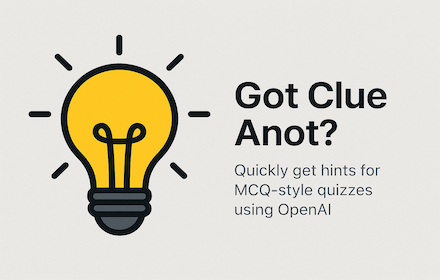 Got Clue
Anot?
Quickly get hints for
MCQ-style quizzes
using OpenAI